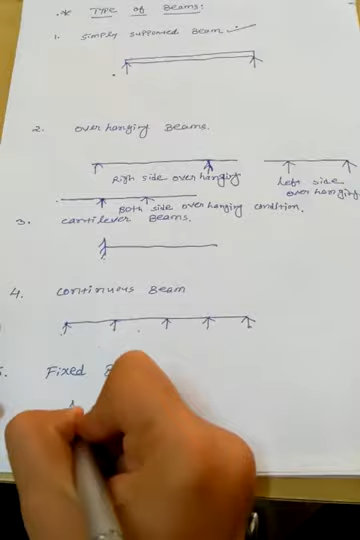 .* Type of Beams:
1. Simply supported Beam
2. Overhanging Beams.
Righ side overhanging
Left side overhanging
Both side overhanging condition.
3. cantilever Beams.
4. Continuous Beam
5. Fixed